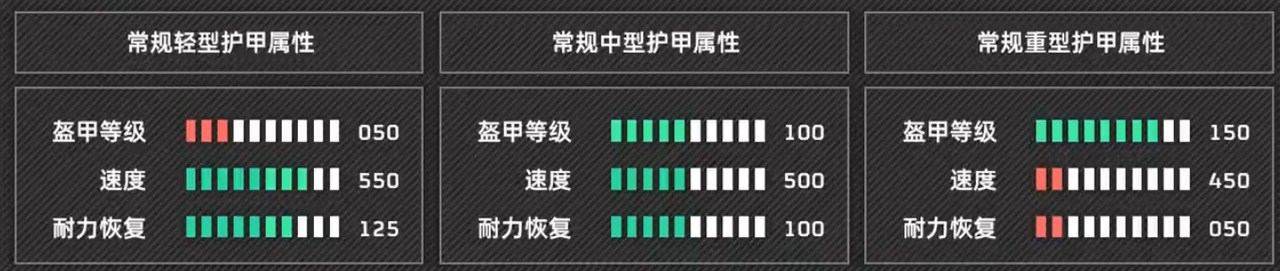 常规轻型护甲属性
盔甲等级 050
速度 550
耐力恢复 125
常规中型护甲属性
盔甲等级 100
速度 500
耐力恢复 100
常规重型护甲属性
盔甲等级 150
速度 450
耐力恢复 050